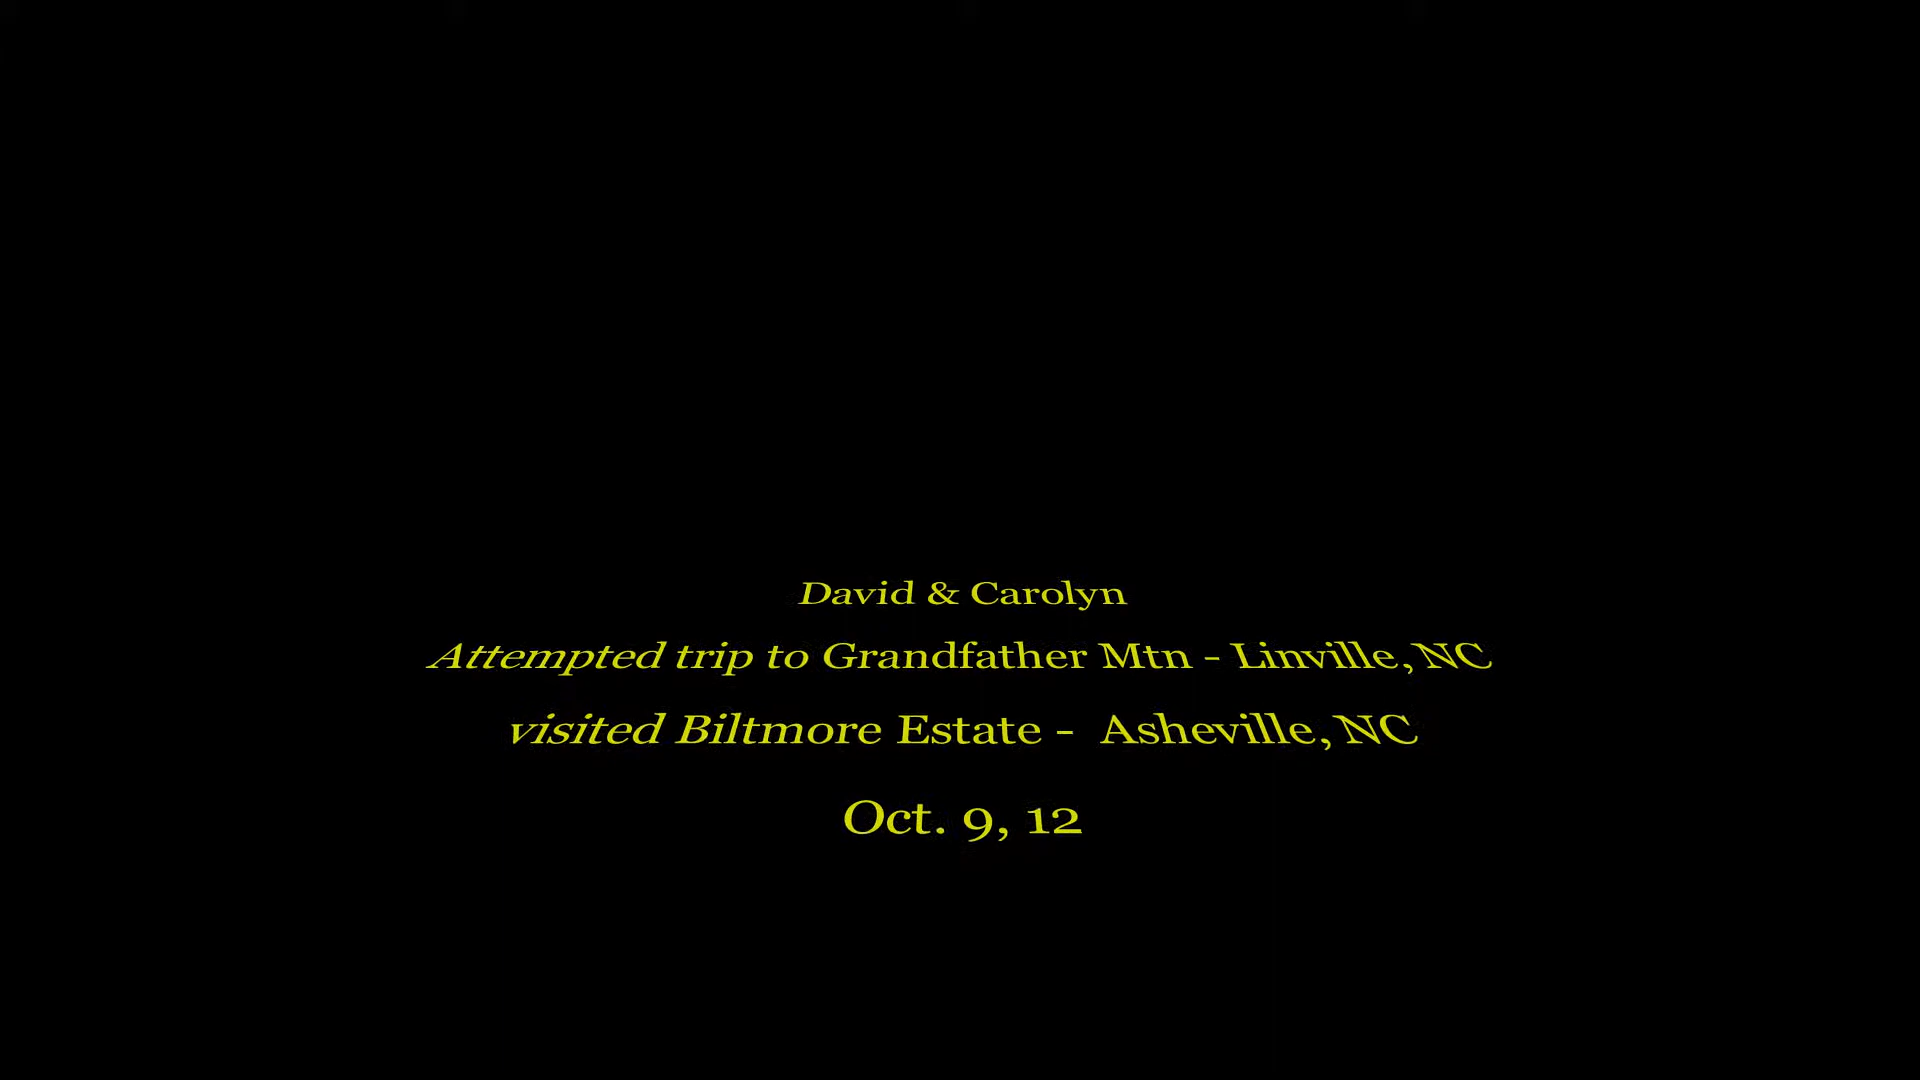 David & Carolyn
Attempted trip to Grandfather Mtn - Linville, NC
visited Biltmore Estate - Asheville, NC
Oct. 9, 12